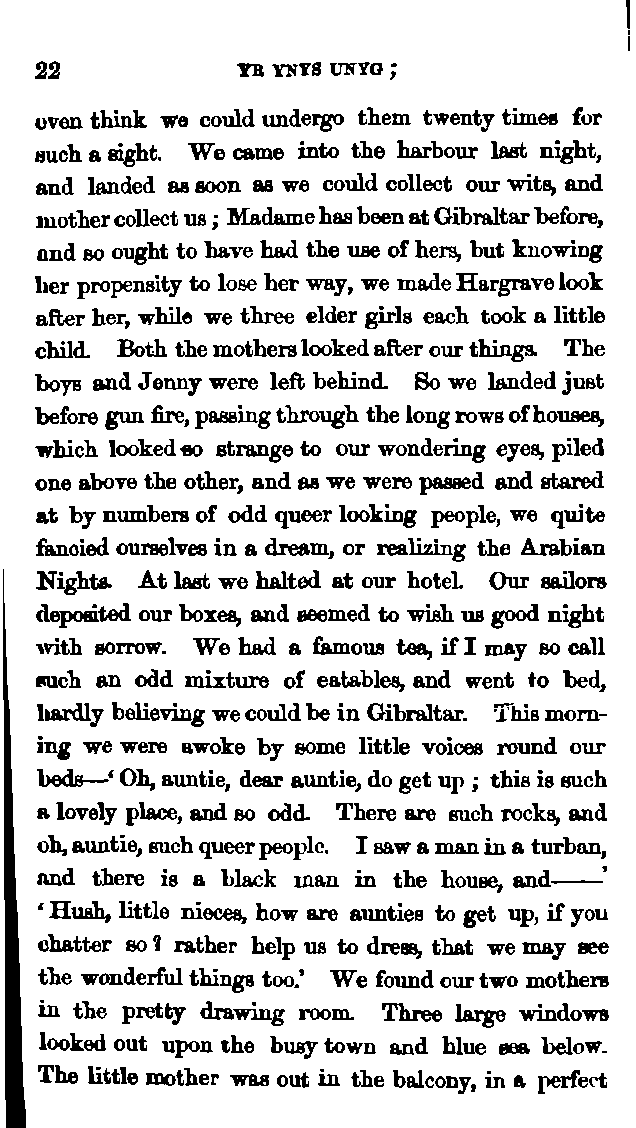 22 YR YNYS UNYG ;
even think we could undergo them twenty times for
such a sight. We came into the harbour last night,
and landed as soon as we could collect our wits, and
mother collect us ; Madame has been at Gibraltar before,
and so ought to have had the use of hers, but knowing
her propensity to lose her way, we made Hargrave look
after her, while we three elder girls each took a little
child. Both the mothers looked after our things. The
boys and Jenny were left behind. So we landed just
before gun fire, passing through the long rows of houses,
which looked so strange to our wondering eyes, piled
one above the other, and as we were passed and stared
at by numbers of odd queer looking people, we quite
fancied ourselves in a dream, or realizing the Arabian
Nights. At last we halted at our hotel. Our sailors
deposited our boxes, and seemed to wish us good night
with sorrow. We had a famous tea, if I may so call
such an odd mixture of eatables, and went to bed,
hardly believing we could be in Gibraltar. This morn-
ing we were awoke by some little voices round our
beds—‘ Oh, auntie, dear auntie, do get up ; this is such
a lovely place, and so odd. There are such rocks, and
oh, auntie, such queer people. I saw a man in a turban,
and there is a black man in the house, and——’
‘ Hush, little nieces, how are aunties to get up, if you
chatter so ? rather help us to dress, that we may see
the wonderful things too.’ We found our two mothers
in the pretty drawing room. Three large windows
looked out upon the busy town and blue sea below.
The little mother was out in the balcony, in a perfect